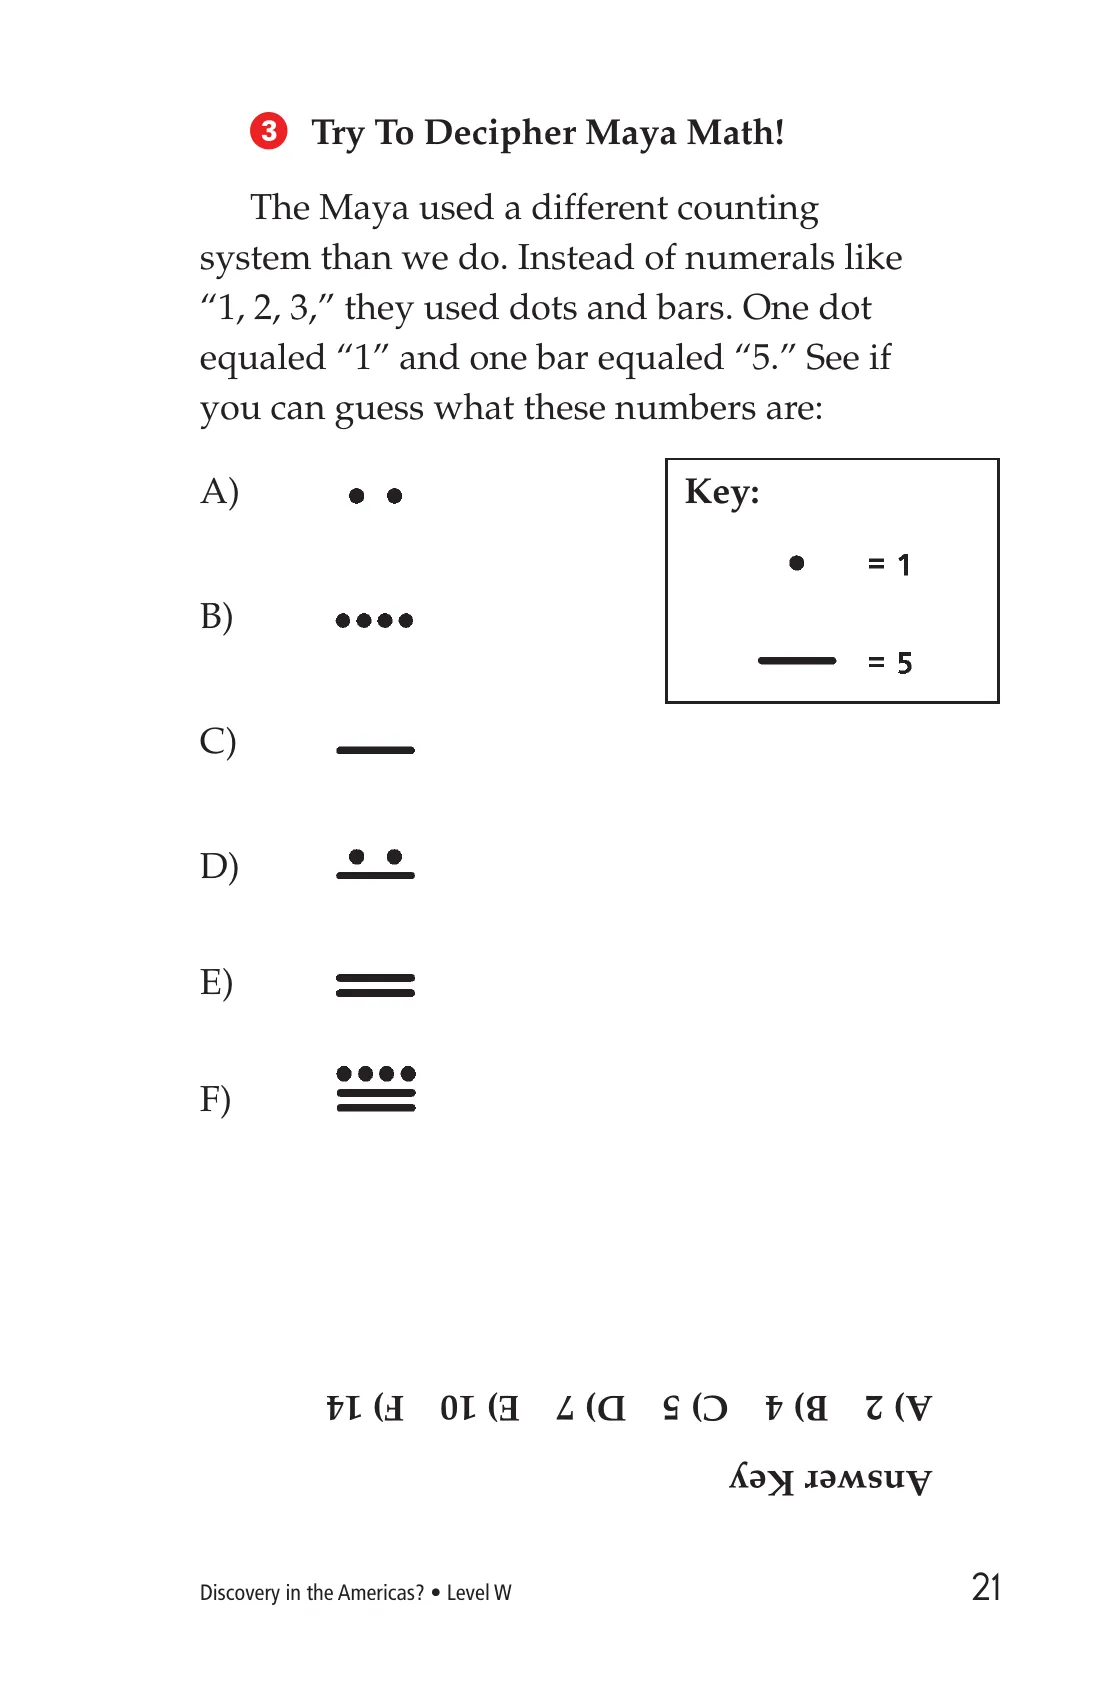 3 Try To Decipher Maya Math!
The Maya used a different counting
system than we do. Instead of numerals like
“1, 2, 3,” they used dots and bars. One dot
equaled “1” and one bar equaled “5.” See if
you can guess what these numbers are:
A)
B)
C)
D)
E)
F)
Key:
= 1
= 5
Answer Key
A) 2 B) 4 C) 5 D) 7 E) 10 F) 14
Discovery in the Americas? • Level W 21